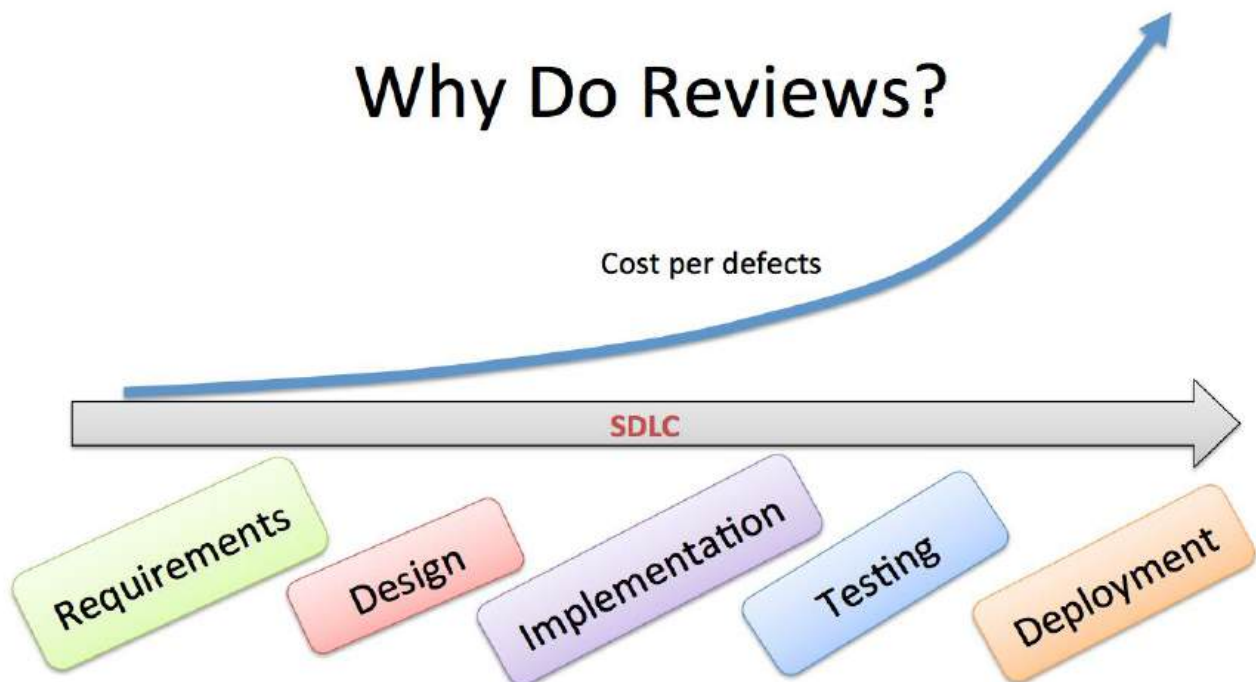 Why Do Reviews?
Cost per defects
SDLC
Requirements
Design
Implementation
Testing
Deployment